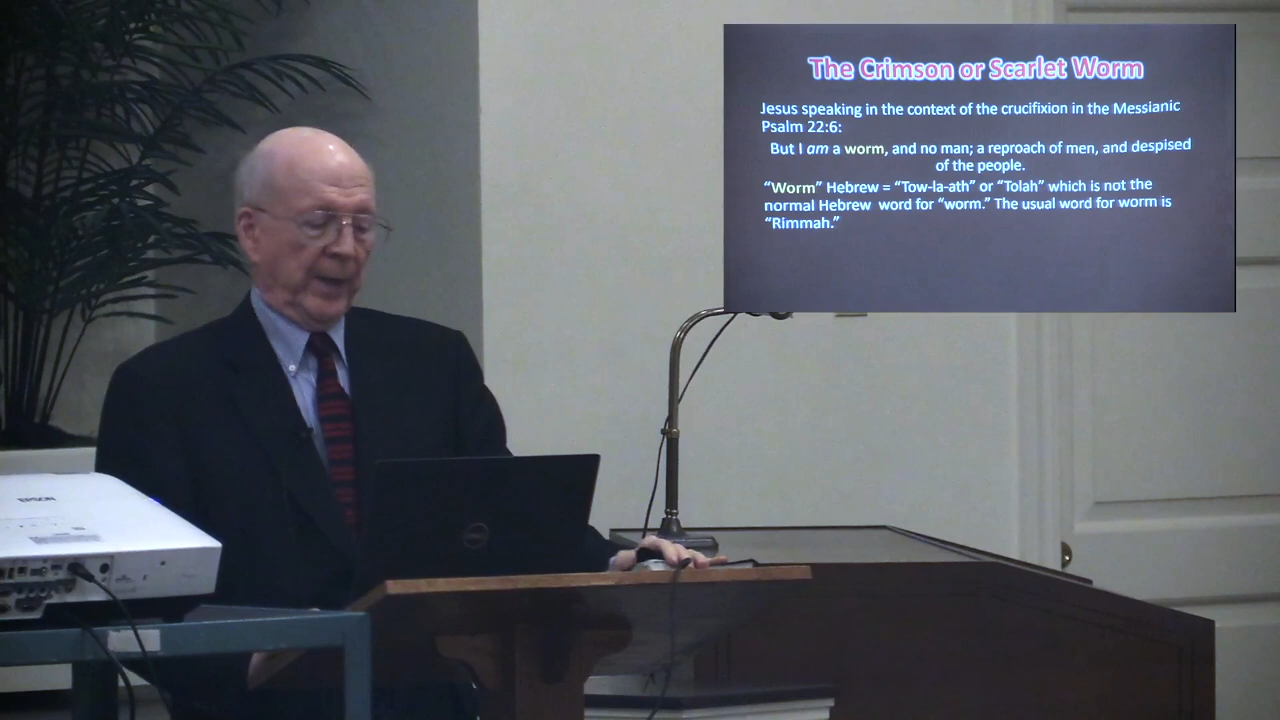 The Crimson or Scarlet Worm
Jesus speaking in the context of the crucifixion in the Messianic
Psalm 22:6:
But I am a worm, and no man; a reproach of men, and despised
of the people.
“Worm” Hebrew = “Tow-la-ath” or “Tolah” which is not the
normal Hebrew word for “worm.” The usual word for worm is
“Rimmah.”
EPSON
DELL